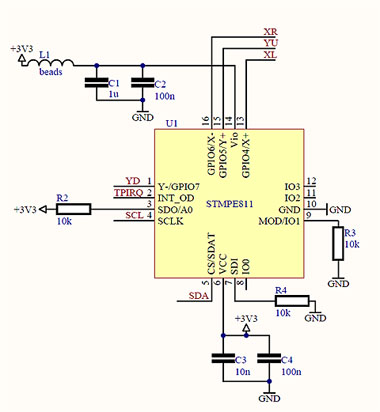 XR
YU
XL
L1
+3V3
beads
C1
1u
C2
100n
GND
16
15
14
13
U1
GPIO6/X-
GPIO5/Y+
Vio
GPIO4/X+
YD 1 Y-/GPIO7
TPIRQ 2 INT_OD
3 SDO/A0
SCL 4 SCLK
STMPE811
IO3 12
IO2 11
GND 10 GND
MOD/IO1 9
R2
+3V3
10k
R3
10k
GND
CS/SDAT
VCC
SDI
IO0
5
6
7
8
SDA
R4
10k
GND
+3V3
C3
10n
C4
100n
GND